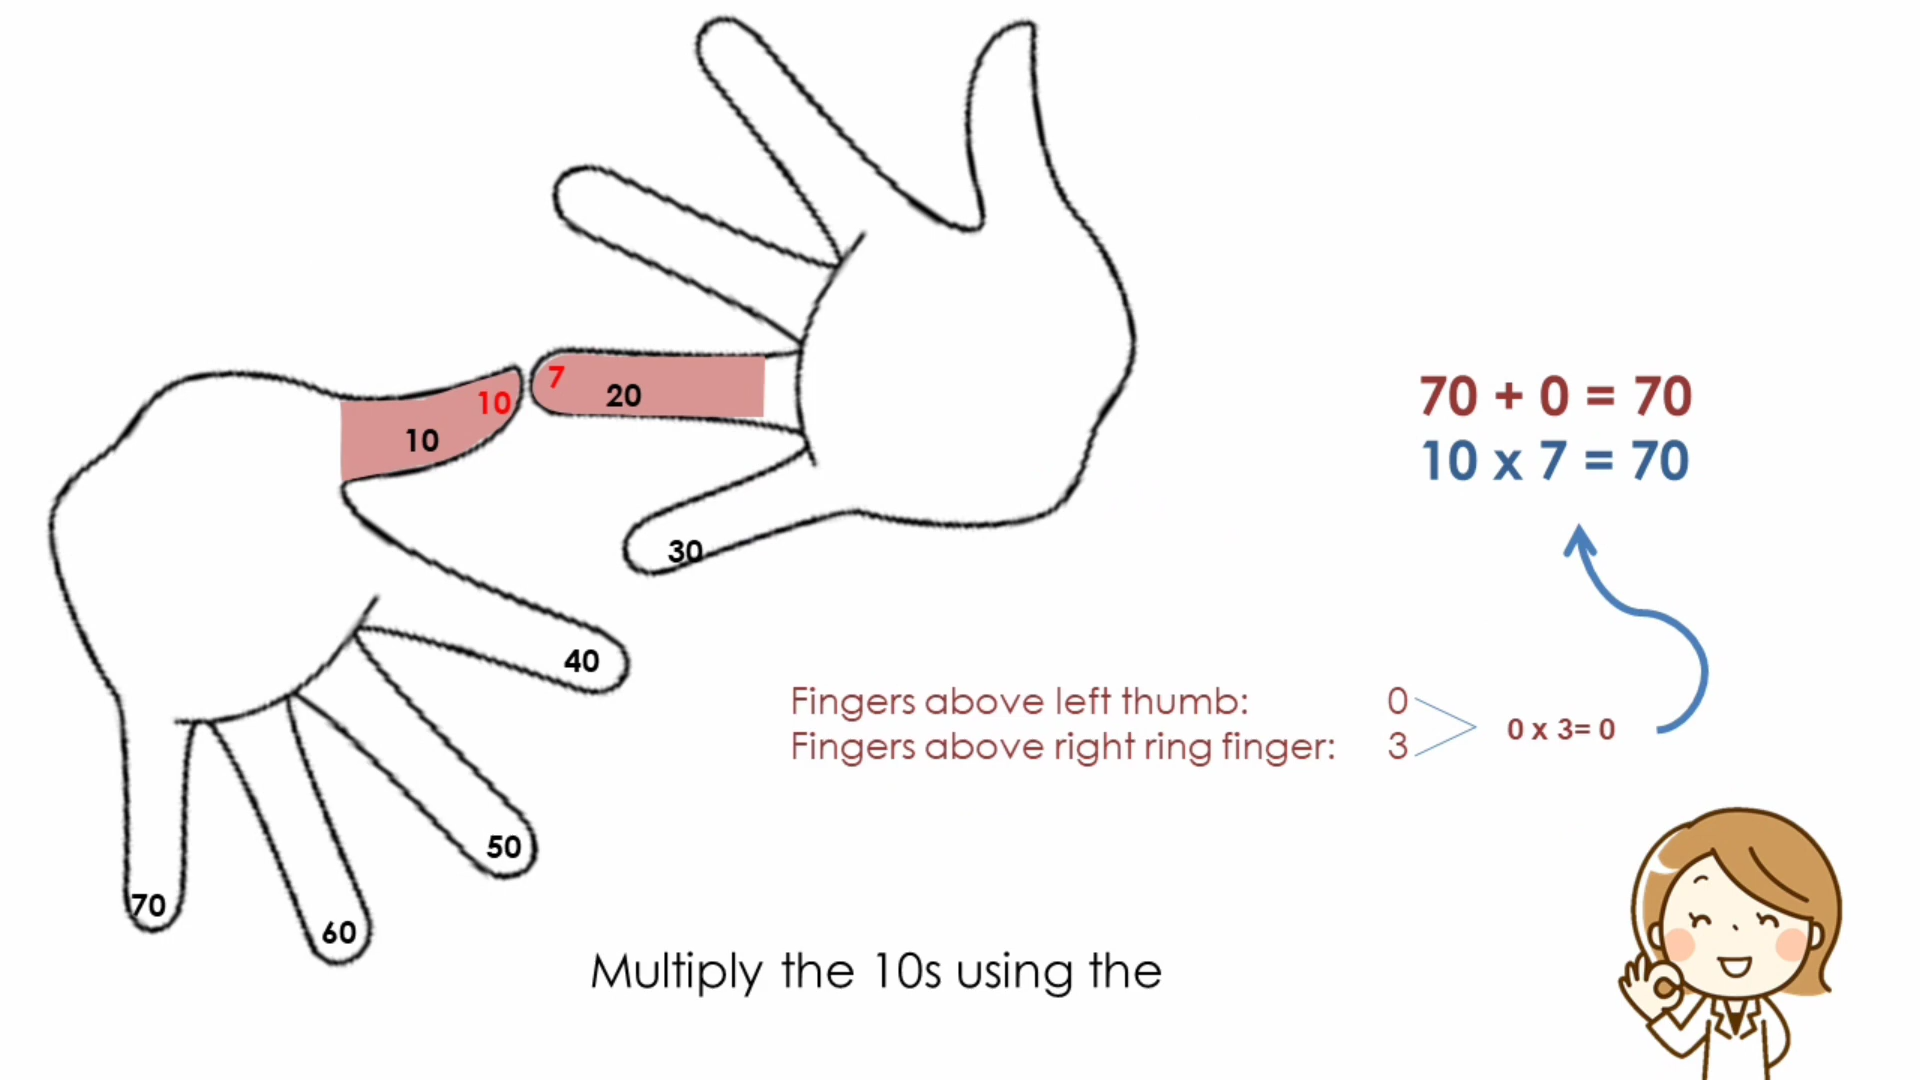 7
20
10
10
30
40
50
60
70
70 + 0 = 70
10 x 7 = 70
Fingers above left thumb: 0
Fingers above right ring finger: 3
0 x 3= 0
Multiply the 10s using the